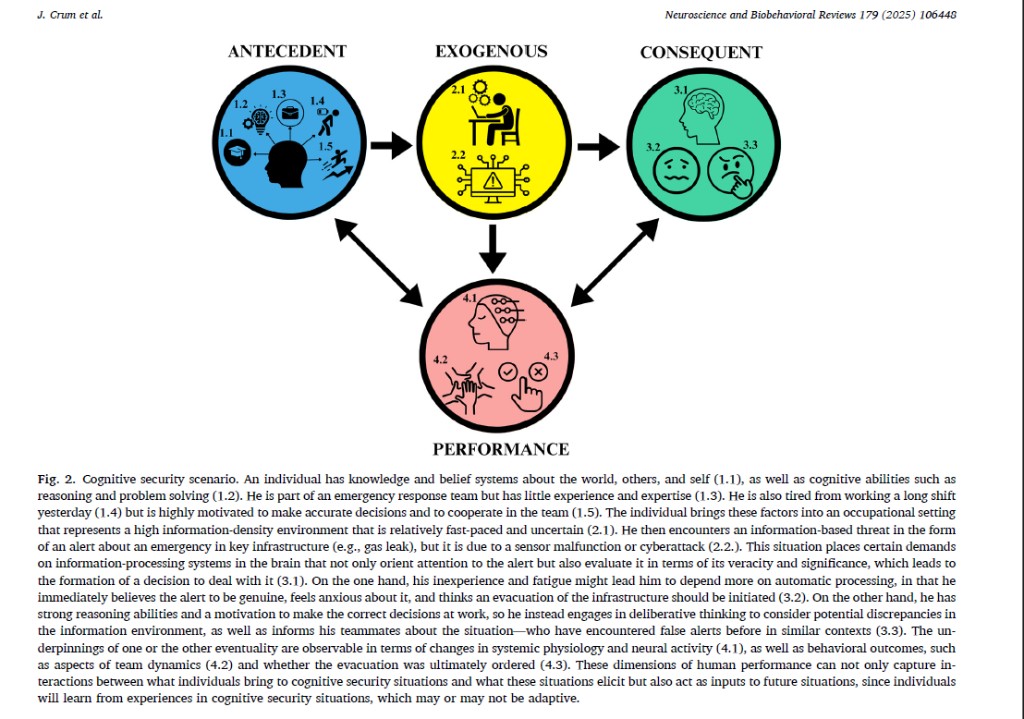 J. Crum et al.
Neuroscience and Biobehavioral Reviews 179 (2025) 106448
ANTECEDENT
EXOGENOUS
CONSEQUENT
1.1
1.2
1.3
1.4
1.5
2.1
2.2
3.1
3.2
3.3
4.1
4.2
4.3
PERFORMANCE
Fig. 2. Cognitive security scenario. An individual has knowledge and belief systems about the world, others, and self (1.1), as well as cognitive abilities such as
reasoning and problem solving (1.2). He is part of an emergency response team but has little experience and expertise (1.3). He is also tired from working a long shift
yesterday (1.4) but is highly motivated to make accurate decisions and to cooperate in the team (1.5). The individual brings these factors into an occupational setting
that represents a high information-density environment that is relatively fast-paced and uncertain (2.1). He then encounters an information-based threat in the form
of an alert about an emergency in key infrastructure (e.g., gas leak), but it is due to a sensor malfunction or cyberattack (2.2.). This situation places certain demands
on information-processing systems in the brain that not only orient attention to the alert but also evaluate it in terms of its veracity and significance, which leads to
the formation of a decision to deal with it (3.1). On the one hand, his inexperience and fatigue might lead him to depend more on automatic processing, in that he
immediately believes the alert to be genuine, feels anxious about it, and thinks an evacuation of the infrastructure should be initiated (3.2). On the other hand, he has
strong reasoning abilities and a motivation to make the correct decisions at work, so he instead engages in deliberative thinking to consider potential discrepancies in
the information environment, as well as informs his teammates about the situation—who have encountered false alerts before in similar contexts (3.3). The un-
derpinnings of one or the other eventuality are observable in terms of changes in systemic physiology and neural activity (4.1), as well as behavioral outcomes, such
as aspects of team dynamics (4.2) and whether the evacuation was ultimately ordered (4.3). These dimensions of human performance can not only capture in-
teractions between what individuals bring to cognitive security situations and what these situations elicit but also act as inputs to future situations, since individuals
will learn from experiences in cognitive security situations, which may or may not be adaptive.